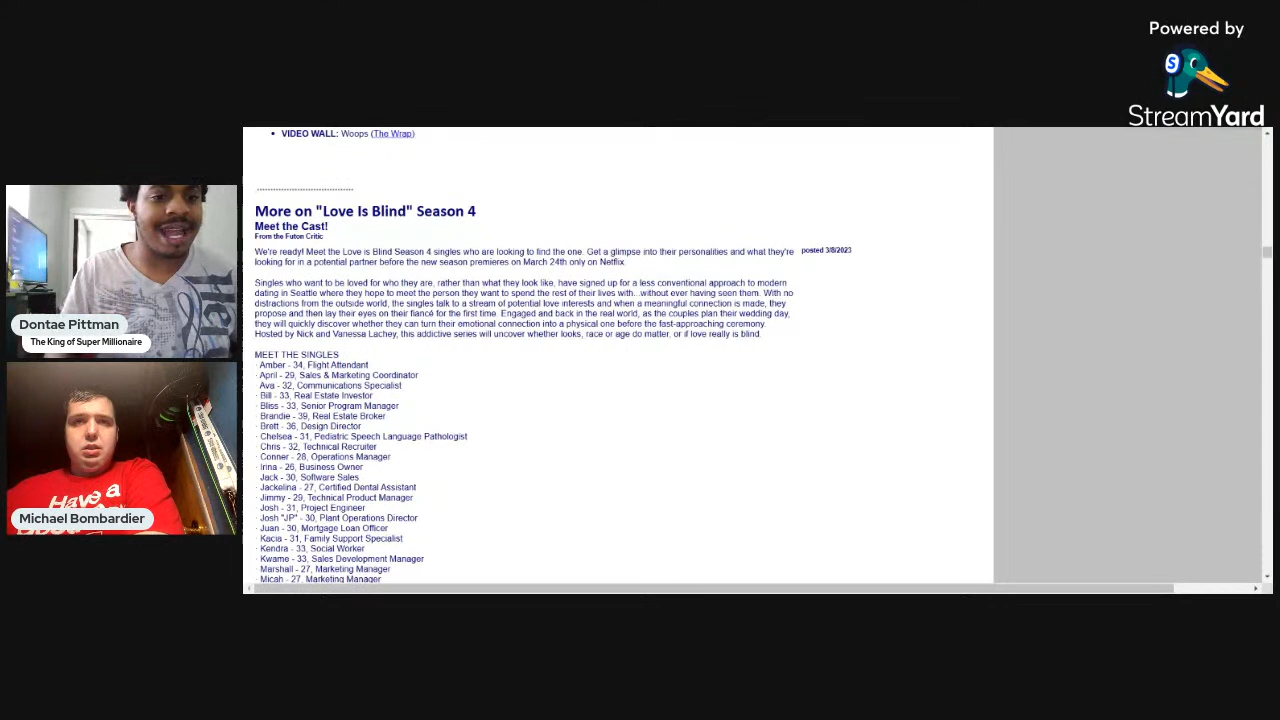 Powered by
S
StreamYard
• VIDEO WALL: Woops (The Wrap)
More on "Love Is Blind" Season 4
Meet the Cast!
From the Futon Critic
We're ready! Meet the Love is Blind Season 4 singles who are looking to find the one. Get a glimpse into their personalities and what they're
posted 3/8/2023
looking for in a potential partner before the new season premieres on March 24th only on Netflix.
Singles who want to be loved for who they are, rather than what they look like, have signed up for a less conventional approach to modern
dating in Seattle where they hope to meet the person they want to spend the rest of their lives with...without ever having seen them. With no
distractions from the outside world, the singles talk to a stream of potential love interests and when a meaningful connection is made, they
propose and then lay their eyes on their fiancé for the first time. Engaged and back in the real world, as the couples plan their wedding day,
they will quickly discover whether they can turn their emotional connection into a physical one before the fast-approaching ceremony.
Hosted by Nick and Vanessa Lachey, this addictive series will uncover whether looks, race or age do matter, or if love really is blind.
MEET THE SINGLES
· Amber - 34, Flight Attendant
· April - 29, Sales & Marketing Coordinator
· Ava - 32, Communications Specialist
· Bill - 33, Real Estate Investor
· Bliss - 33, Senior Program Manager
· Brandie - 39, Real Estate Broker
· Brett - 36, Design Director
· Chelsea - 31, Pediatric Speech Language Pathologist
· Chris - 32, Technical Recruiter
· Conner - 28, Operations Manager
· Irina - 26, Business Owner
· Jack - 30, Software Sales
· Jackelina - 27, Certified Dental Assistant
· Jimmy - 29, Technical Product Manager
· Josh - 31, Project Engineer
· Josh "JP" - 30, Plant Operations Director
· Juan - 30, Mortgage Loan Officer
· Kacia - 31, Family Support Specialist
· Kendra - 33, Social Worker
· Kwame - 33, Sales Development Manager
· Marshall - 27, Marketing Manager
· Micah - 27, Marketing Manager
Dontae Pittman
The King of Super Millionaire
Have a
Michael Bombardier